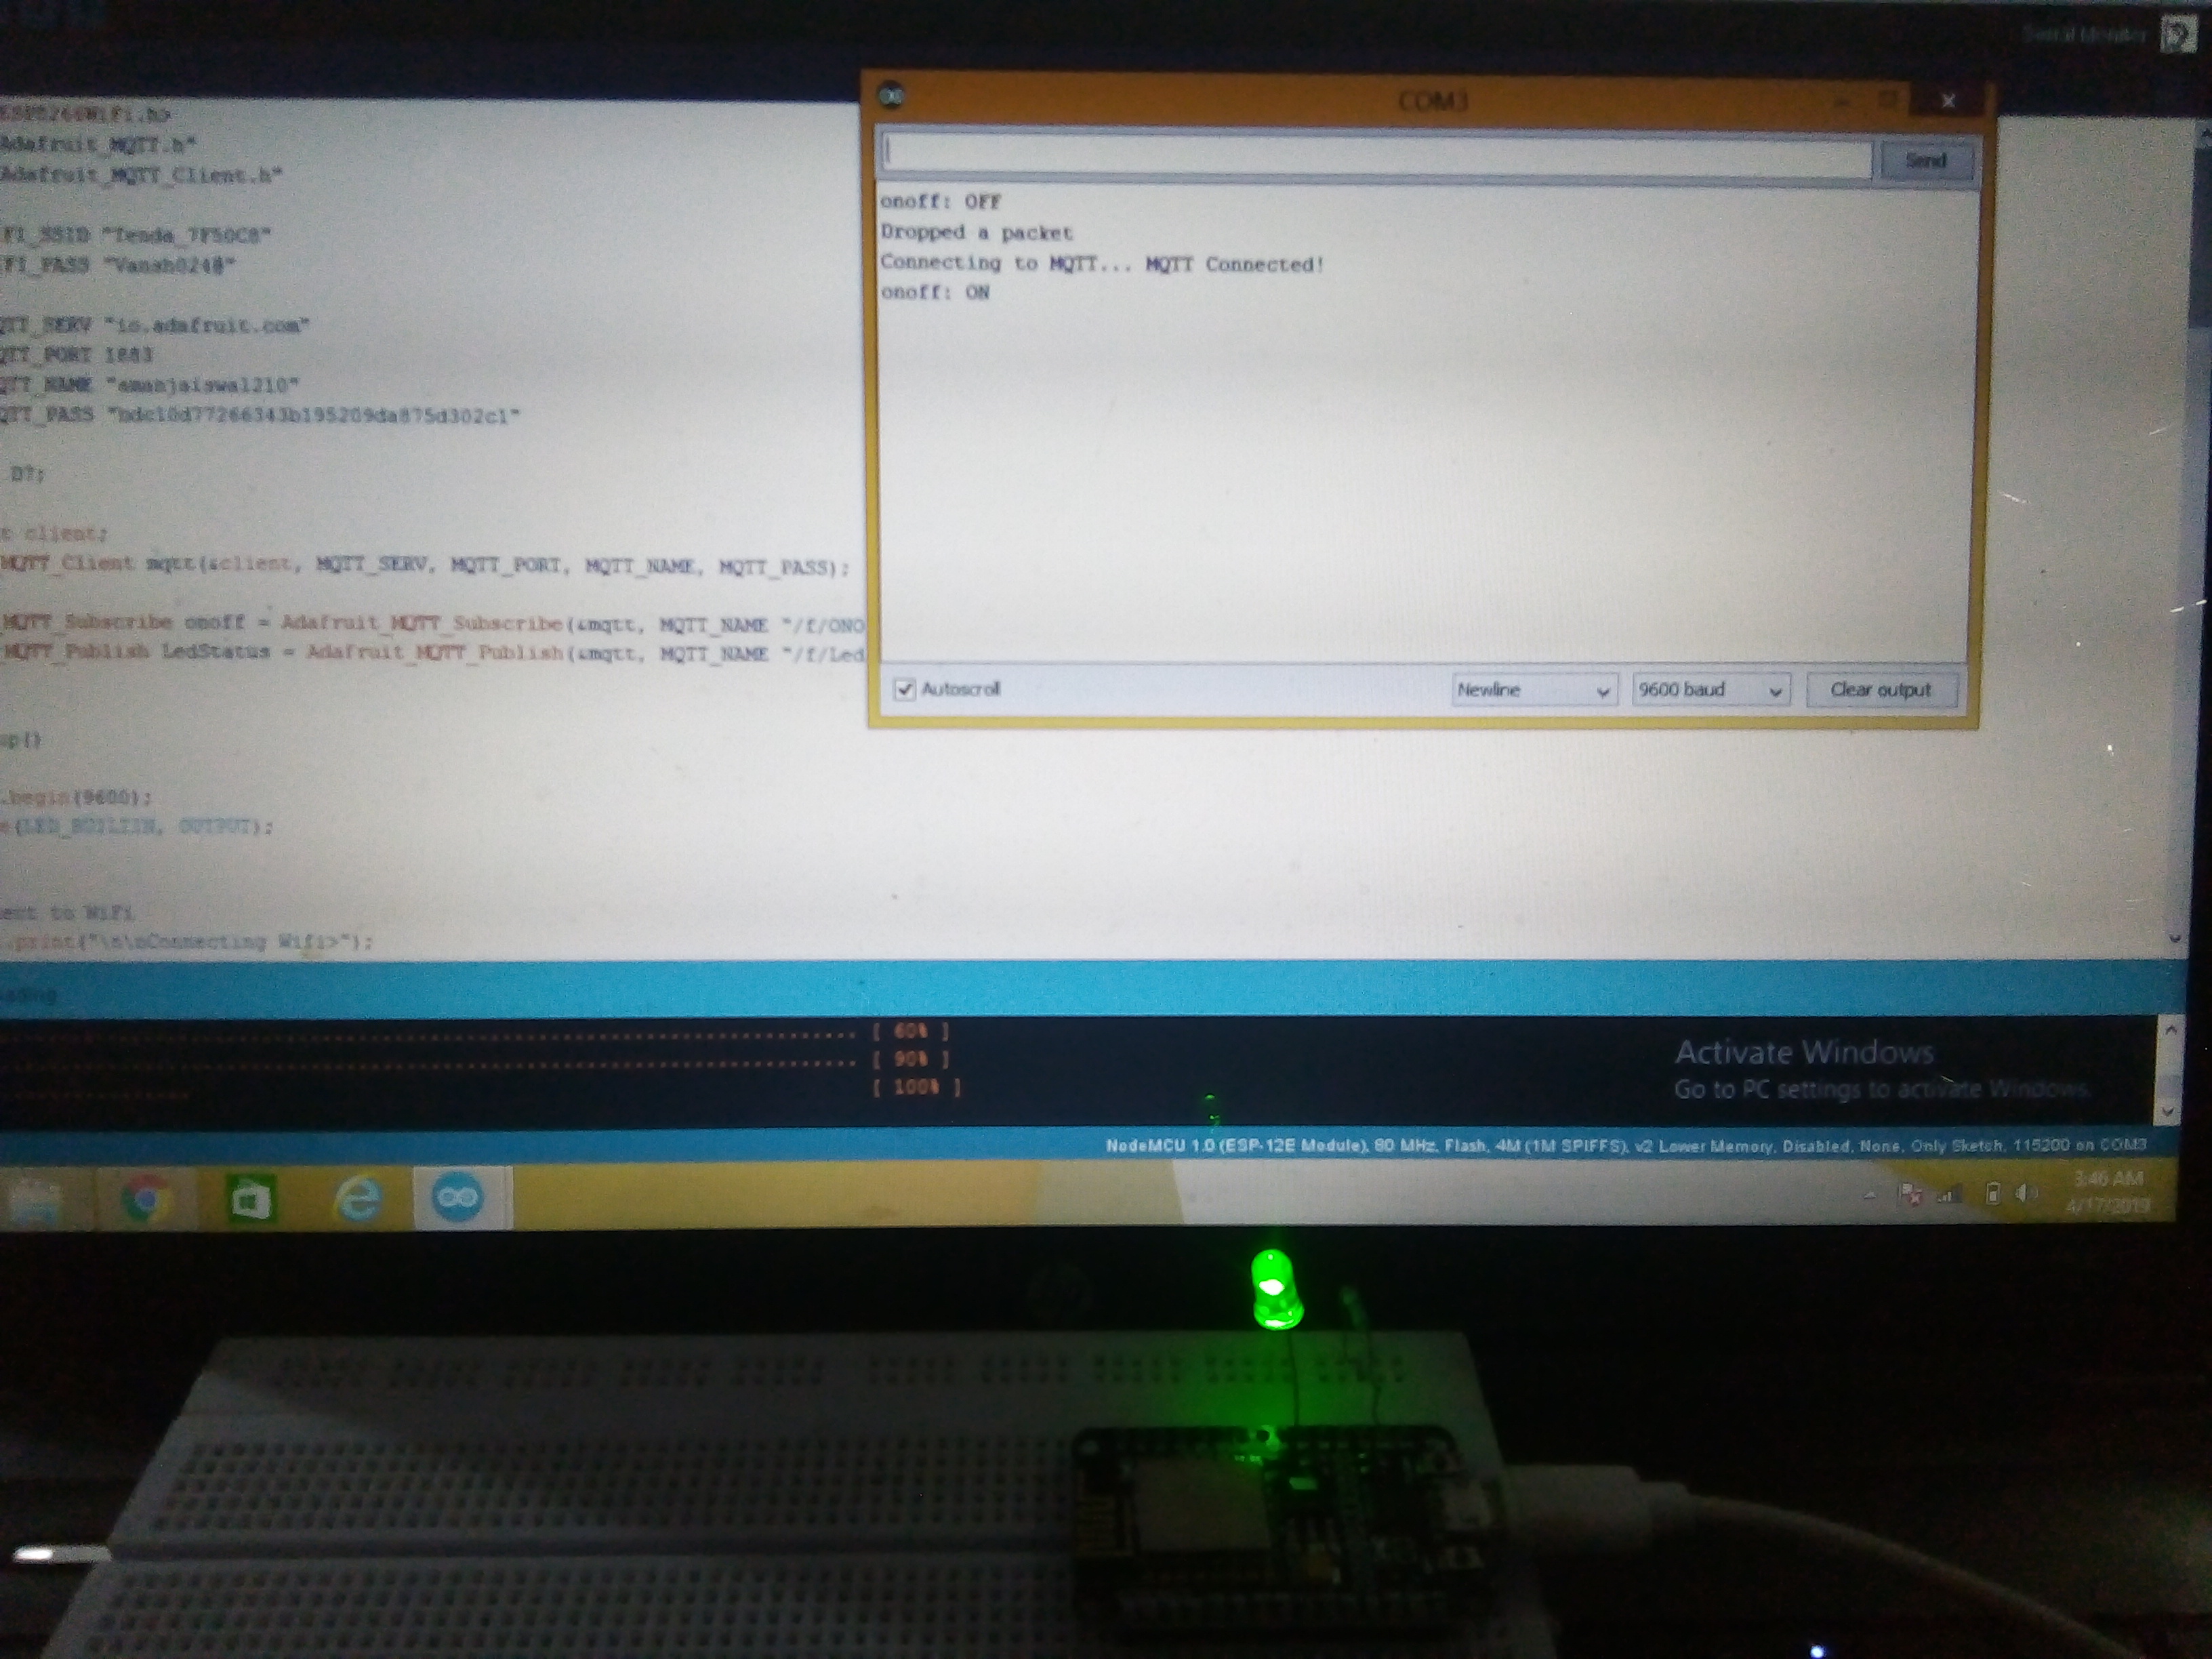 Serial Monitor
COM3
Send
onoff: OFF
Dropped a packet
Connecting to MQTT... MQTT Connected!
onoff: ON
Autoscroll
Newline
9600 baud
Clear output
ESP8266WiFi.h>
Adafruit_MQTT.h"
Adafruit_MQTT_Client.h"
FI_SSID "Tenda_7F50C8"
FI_PASS
QTT_SERV "io.adafruit.com"
QTT_PORT 1883
QTT_NAME "amanjaiswal210"
QTT_PASS
D7;
t client;
MQTT_Client mqtt(&client, MQTT_SERV, MQTT_PORT, MQTT_NAME, MQTT_PASS);
MQTT_Subscribe onoff = Adafruit_MQTT_Subscribe(&mqtt, MQTT_NAME "/f/ONO
MQTT_Publish LedStatus = Adafruit_MQTT_Publish(&mqtt, MQTT_NAME "/f/Led
up()
.begin(9600);
e(LED_BUILTIN, OUTPUT);
ect to WiFi
.print("\n\nConnecting Wifi>");
ading
[ 60% ]
[ 90% ]
[ 100% ]
Activate Windows
Go to PC settings to activate Windows.
NodeMCU 1.0 (ESP-12E Module), 80 MHz, Flash, 4M (1M SPIFFS), v2 Lower Memory, Disabled, None, Only Sketch, 115200 on COM3
3:46 AM
4/17/2019
hp